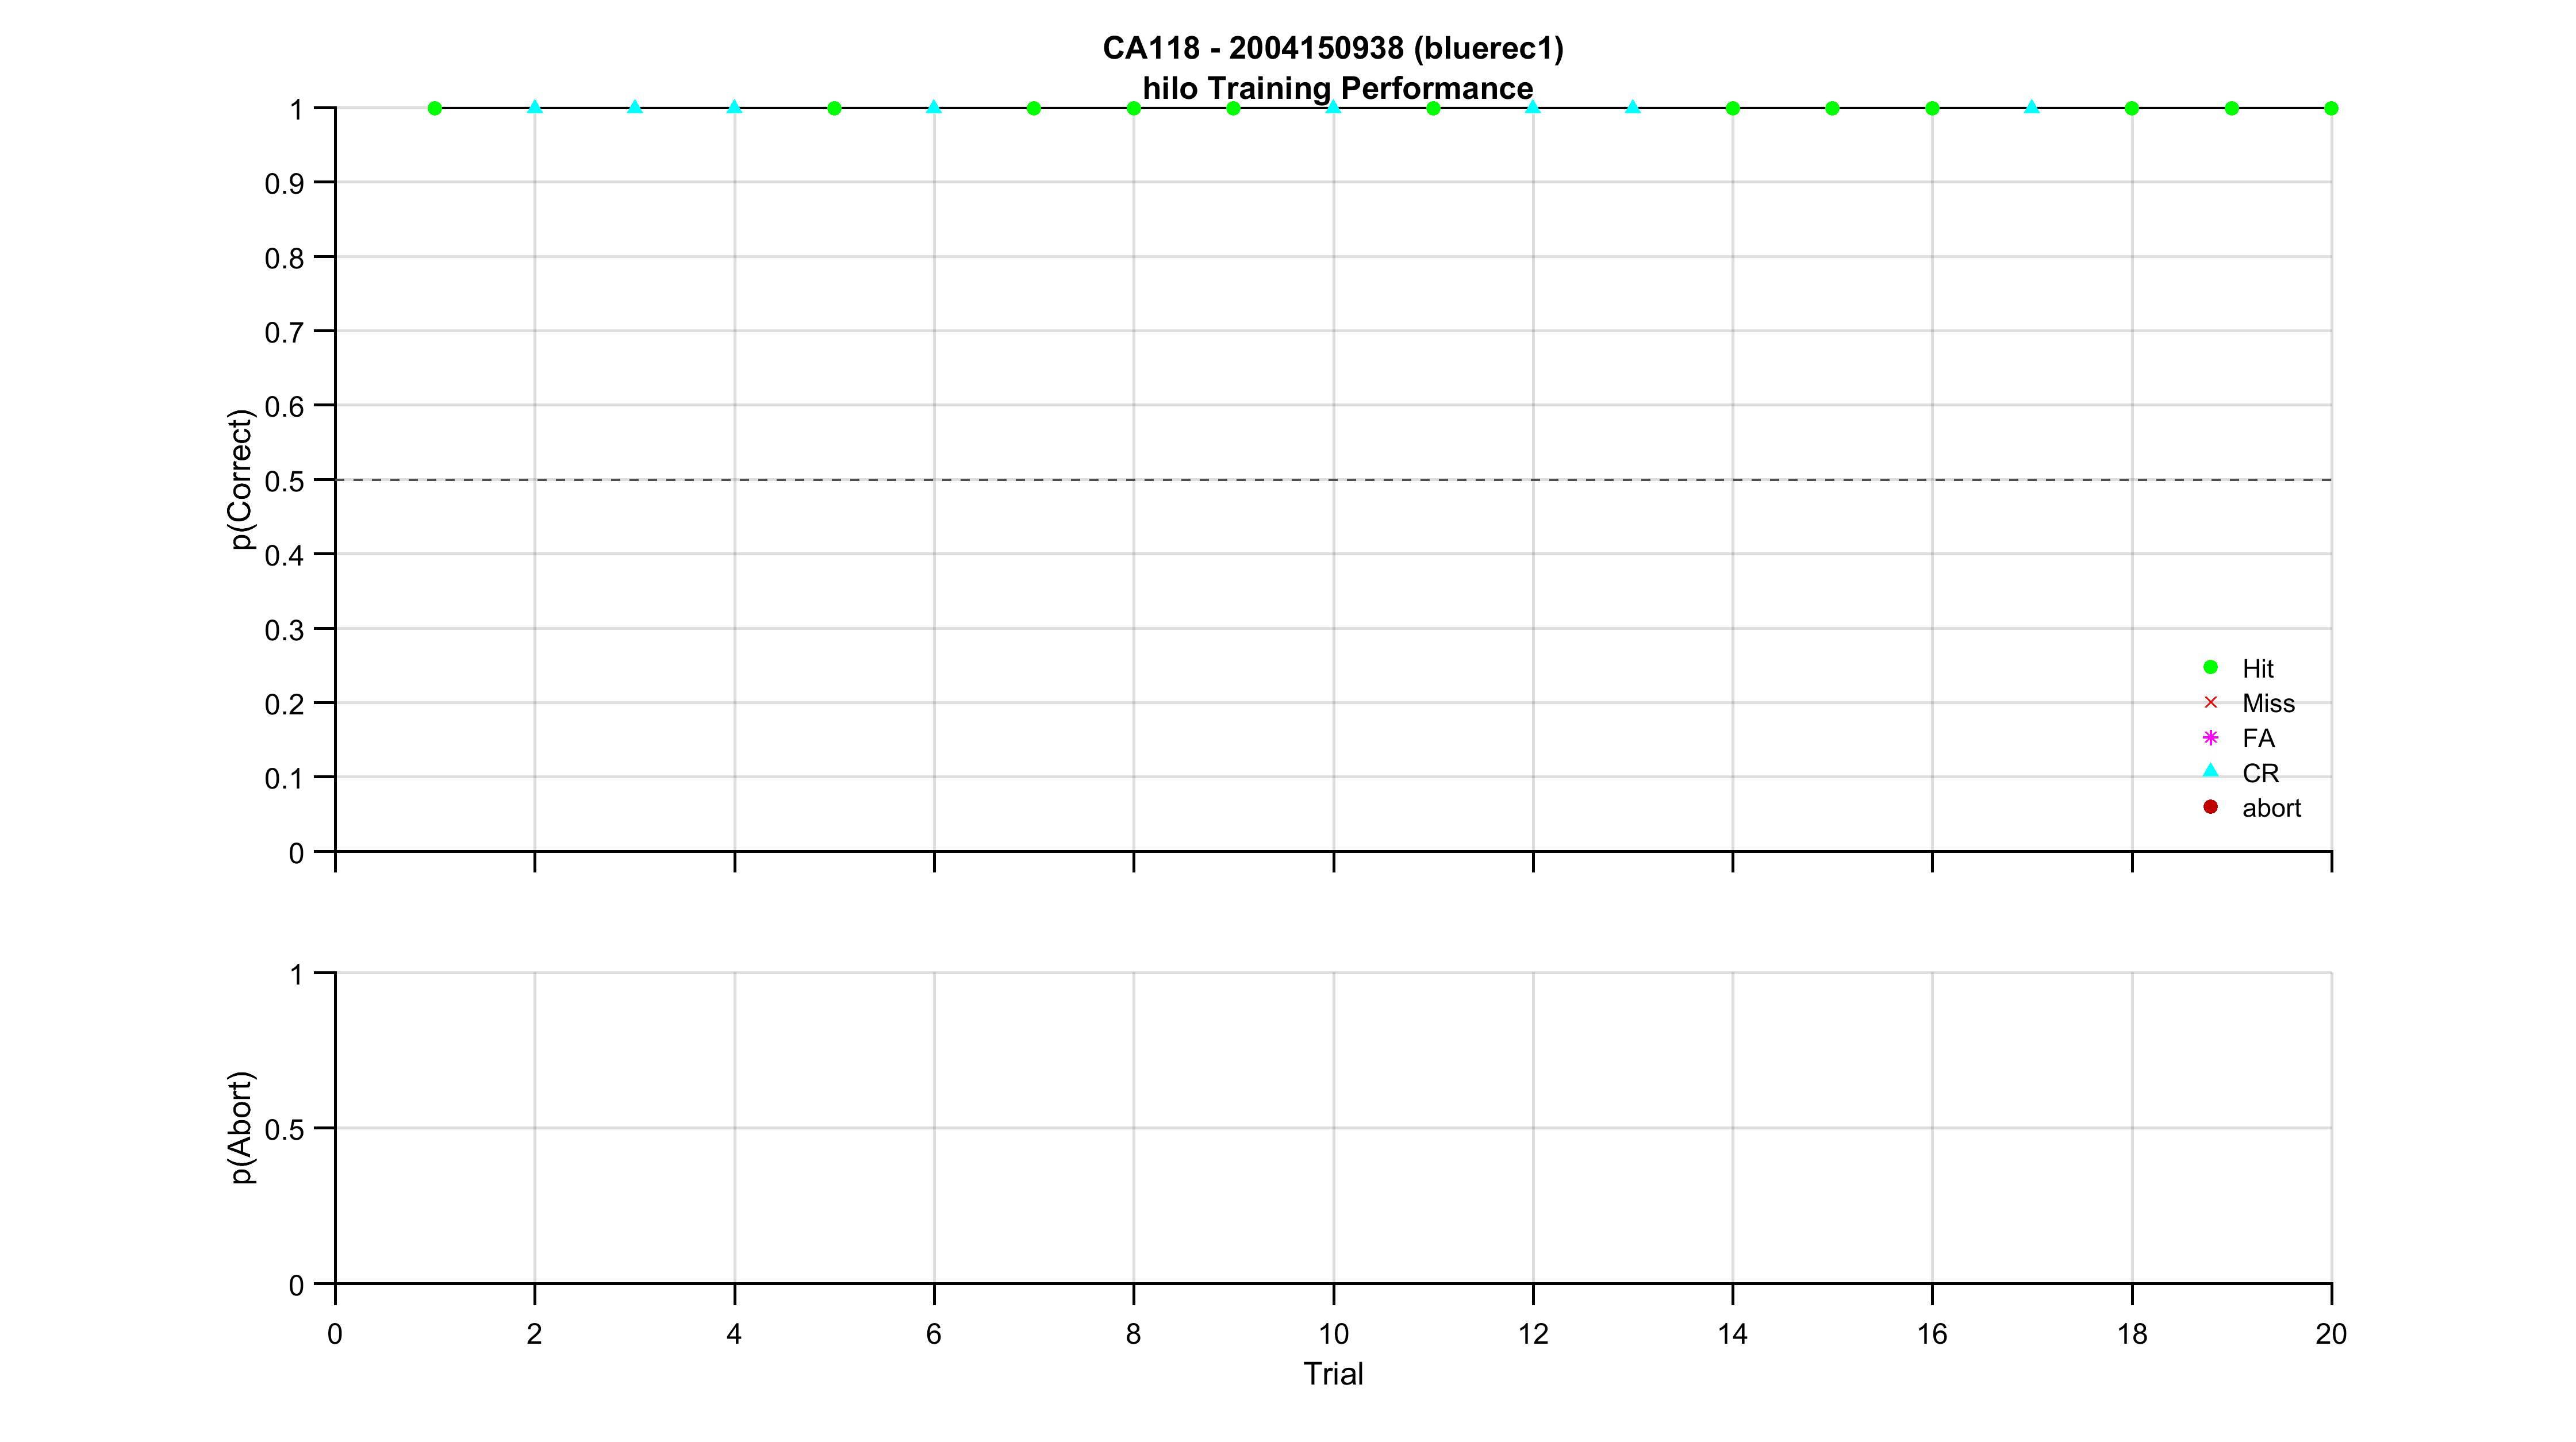 CA118 - 2004150938 (bluerec1)
hilo Training Performance
1
0.9
0.8
0.7
0.6
0.5
0.4
0.3
0.2
0.1
0
p(Correct)
Hit
Miss
FA
CR
abort
1
0.5
0
p(Abort)
0 2 4 6 8 10 12 14 16 18 20
Trial